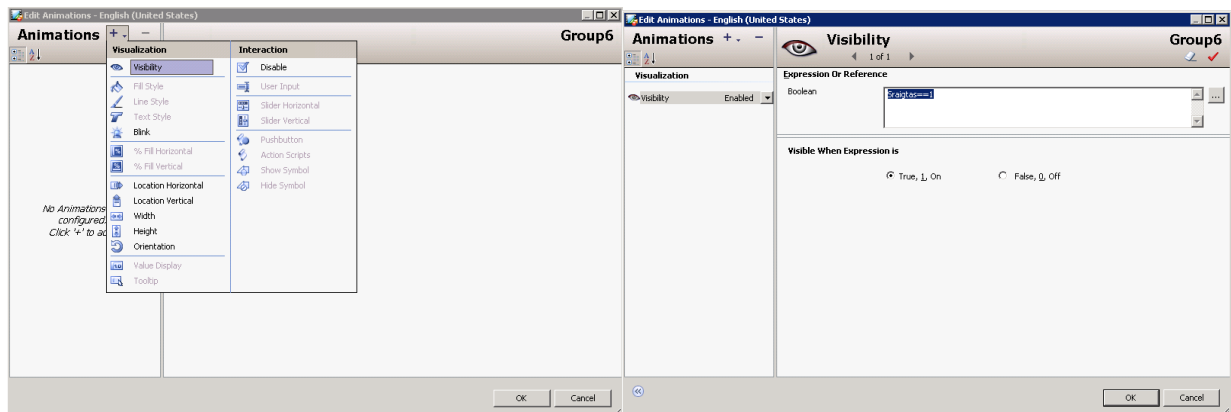 Edit Animations - English (United States)
Animations + -
Group6
Visualization
Visibility
Fill Style
Line Style
Text Style
Blink
% Fill Horizontal
% Fill Vertical
Location Horizontal
Location Vertical
Width
Height
Orientation
Value Display
Tooltip
Interaction
Disable
User Input
Slider Horizontal
Slider Vertical
Pushbutton
Action Scripts
Show Symbol
Hide Symbol
No Animations
configured.
Click '+' to
OK Cancel
Edit Animations - English (United States)
Animations + -
Visualization
Visibility Enabled
Visibility
1 of 1
Group6
Expression Or Reference
Boolean
Sraigtas==1
...
Visible When Expression is
True, 1, On False, 0, Off
OK Cancel